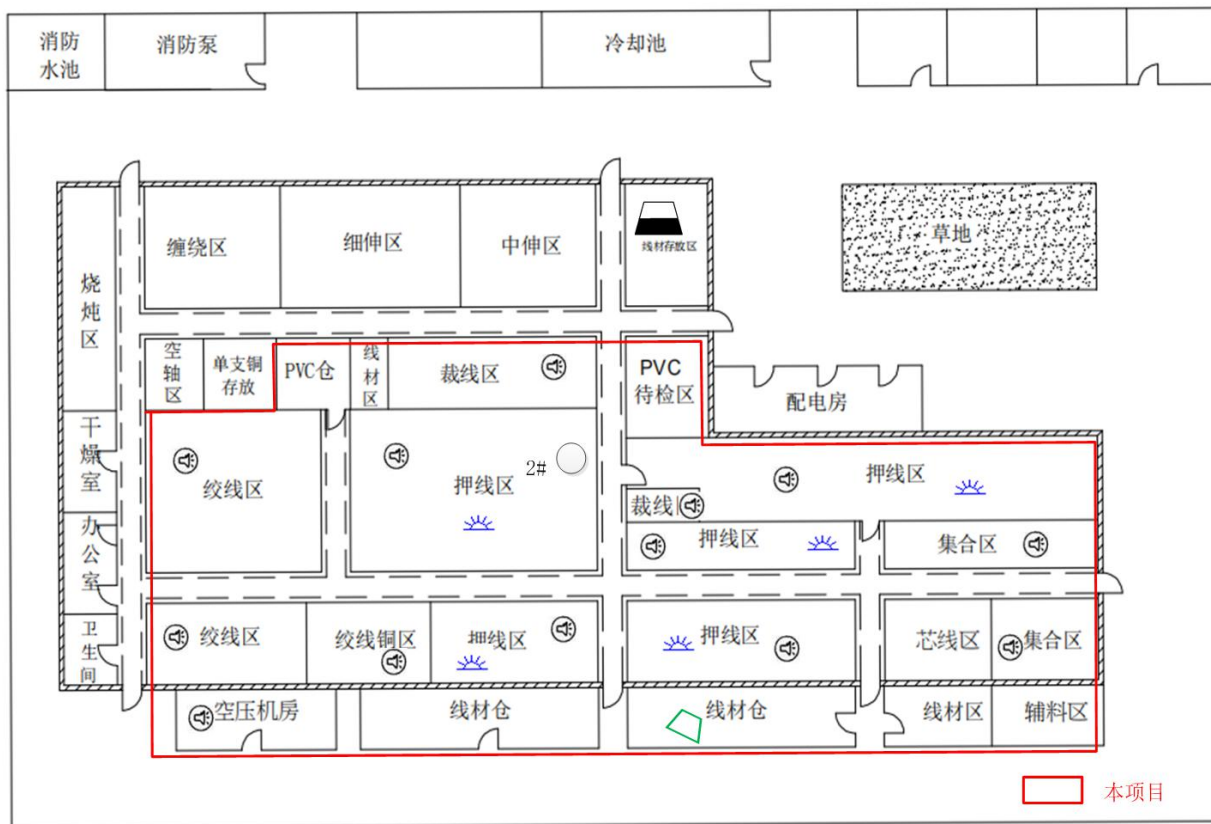 消防
水池
消防泵
冷却池
缠绕区
细伸区
中伸区
线材存放区
草地
烧炖区
空轴区
单支铜
存放
PVC仓
线材区
裁线区
PVC
待检区
配电房
干燥室
绞线区
2#
押线区
押线区
裁线
押线区
集合区
办公室
卫生间
绞线区
绞线铜区
押线区
押线区
芯线区
集合区
空压机房
线材仓
线材仓
线材区
辅料区
本项目